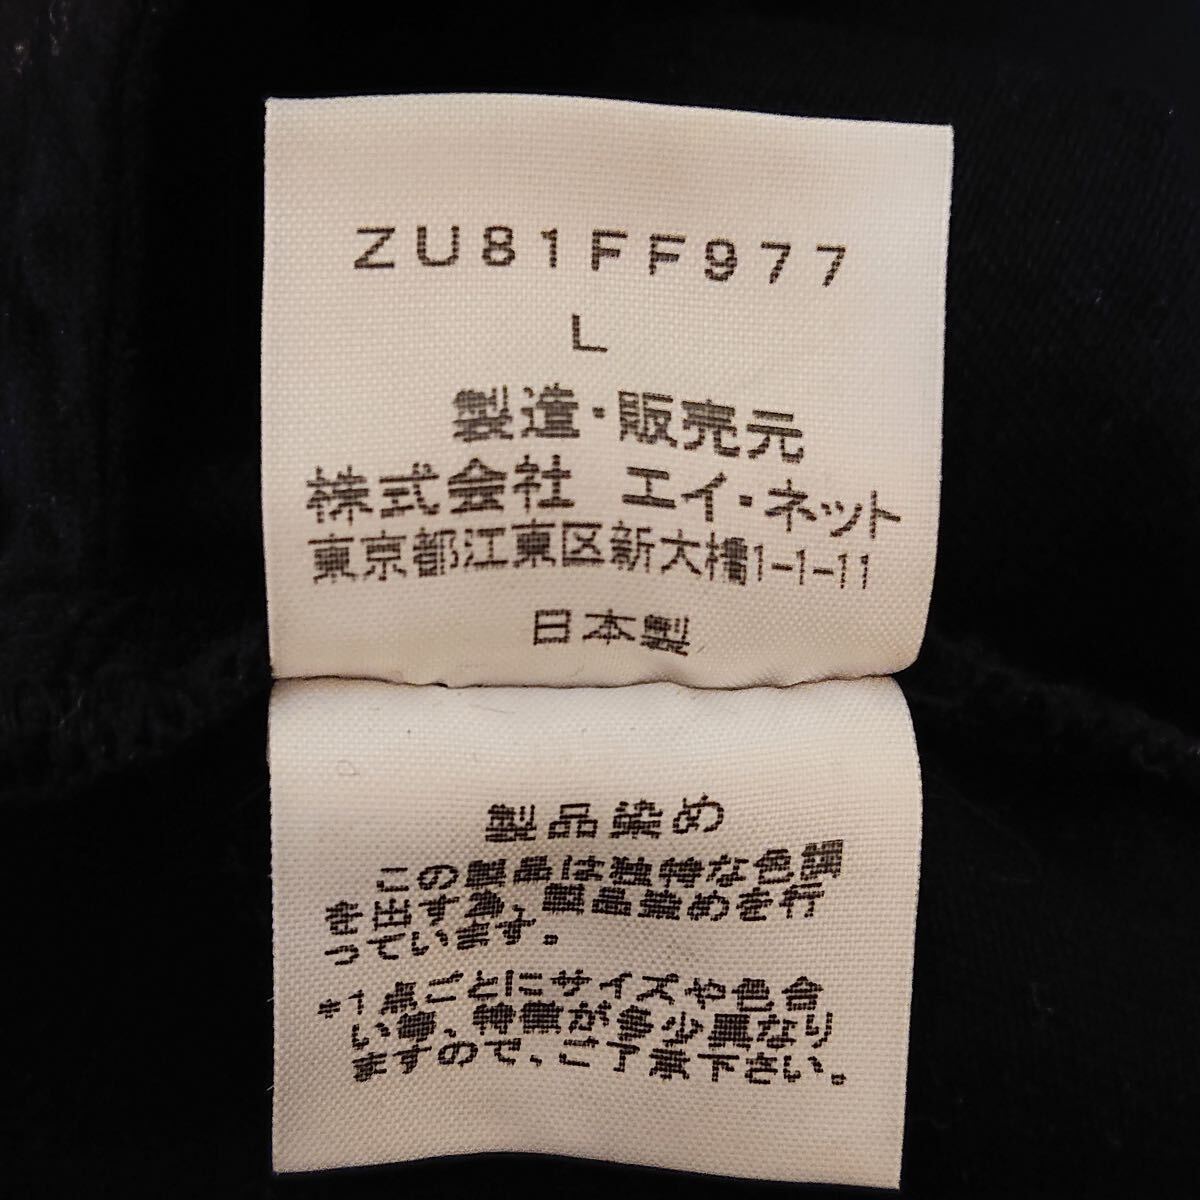 ZU81FF977
L
製造・販売元
株式会社 エイ・ネット
東京都江東区新大橋1-1-11
日本製
製品染め
この製品は独特な色調
を出す為、製品染めを行
っています。
*1点ごとにサイズや色合
い等、特徴が多少異なり
ますので、ご了承下さい。